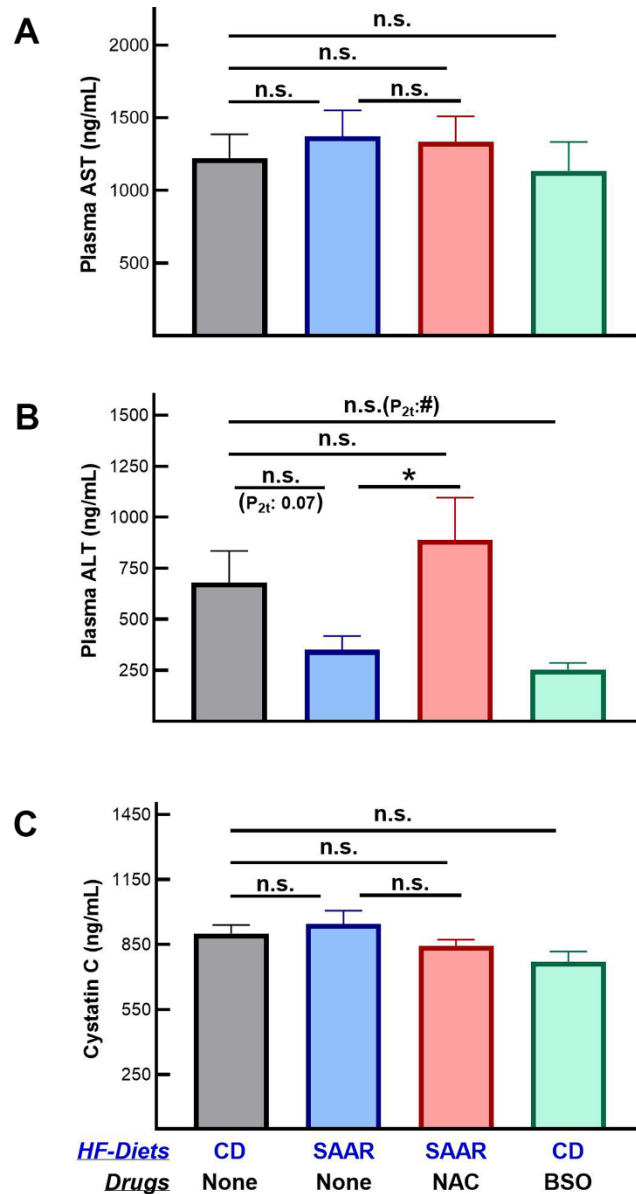 A
Plasma AST (ng/mL)
2000
1500
1000
500
n.s.
n.s.
n.s. n.s.
B
Plasma ALT (ng/mL)
1500
1250
1000
750
500
250
n.s.(P2t:#)
n.s.
n.s. *
(P2t: 0.07)
C
Cystatin C (ng/mL)
1450
1150
850
550
250
n.s.
n.s.
n.s. n.s.
HF-Diets CD SAAR SAAR CD
Drugs None None NAC BSO